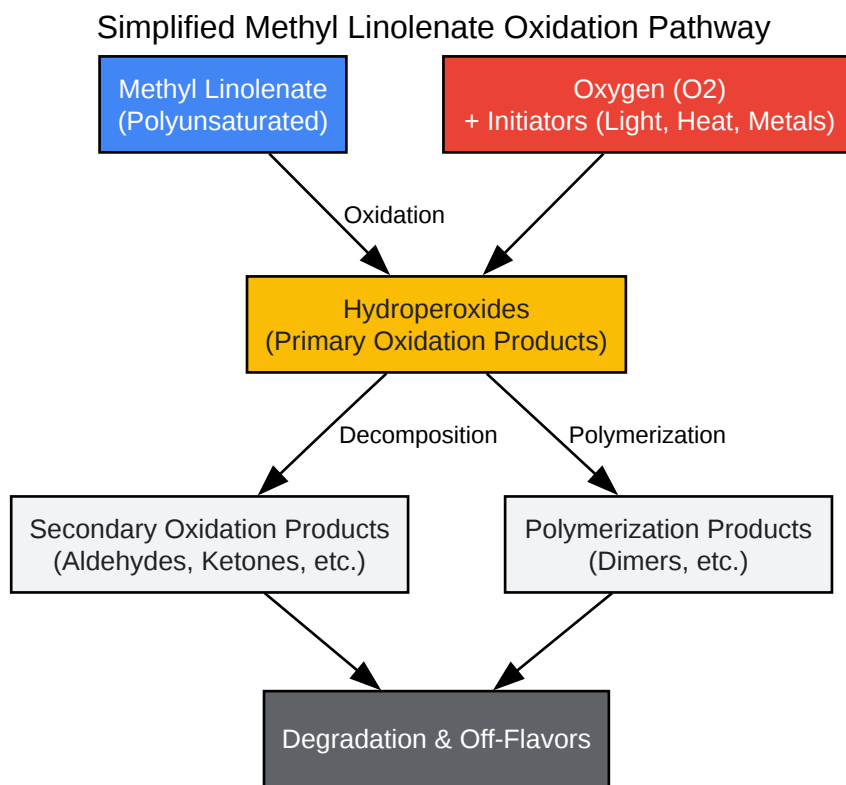 Simplified Methyl Linolenate Oxidation Pathway
Methyl Linolenate
(Polyunsaturated)
Oxygen (O2)
+ Initiators (Light, Heat, Metals)
Oxidation
Hydroperoxides
(Primary Oxidation Products)
Decomposition
Polymerization
Secondary Oxidation Products
(Aldehydes, Ketones, etc.)
Polymerization Products
(Dimers, etc.)
Degradation & Off-Flavors